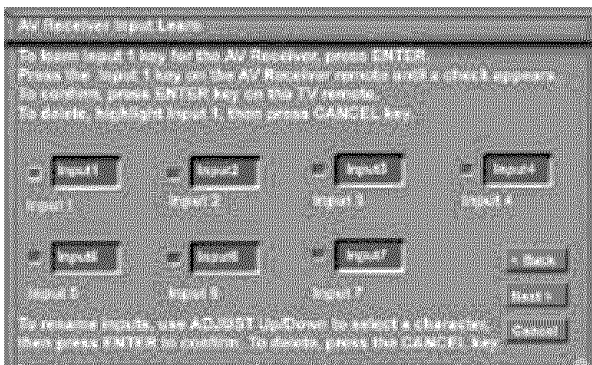 AV Receiver Input Learn
To learn Input 1 key for the AV Receiver, press ENTER
Press the Input 1 key on the AV Receiver remote until a check appears.
To confirm, press ENTER key on the TV remote.
To delete, highlight Input 1, then press CANCEL key.
Input1 Input2 Input3 Input4
Input 1 Input 2 Input 3 Input 4
Input5 Input6 Input7
< Back
Input 5 Input 6 Input 7
Next >
To rename inputs, use ADJUST Up/Down to select a character,
Cancel
then press ENTER to confirm. To delete, press the CANCEL key